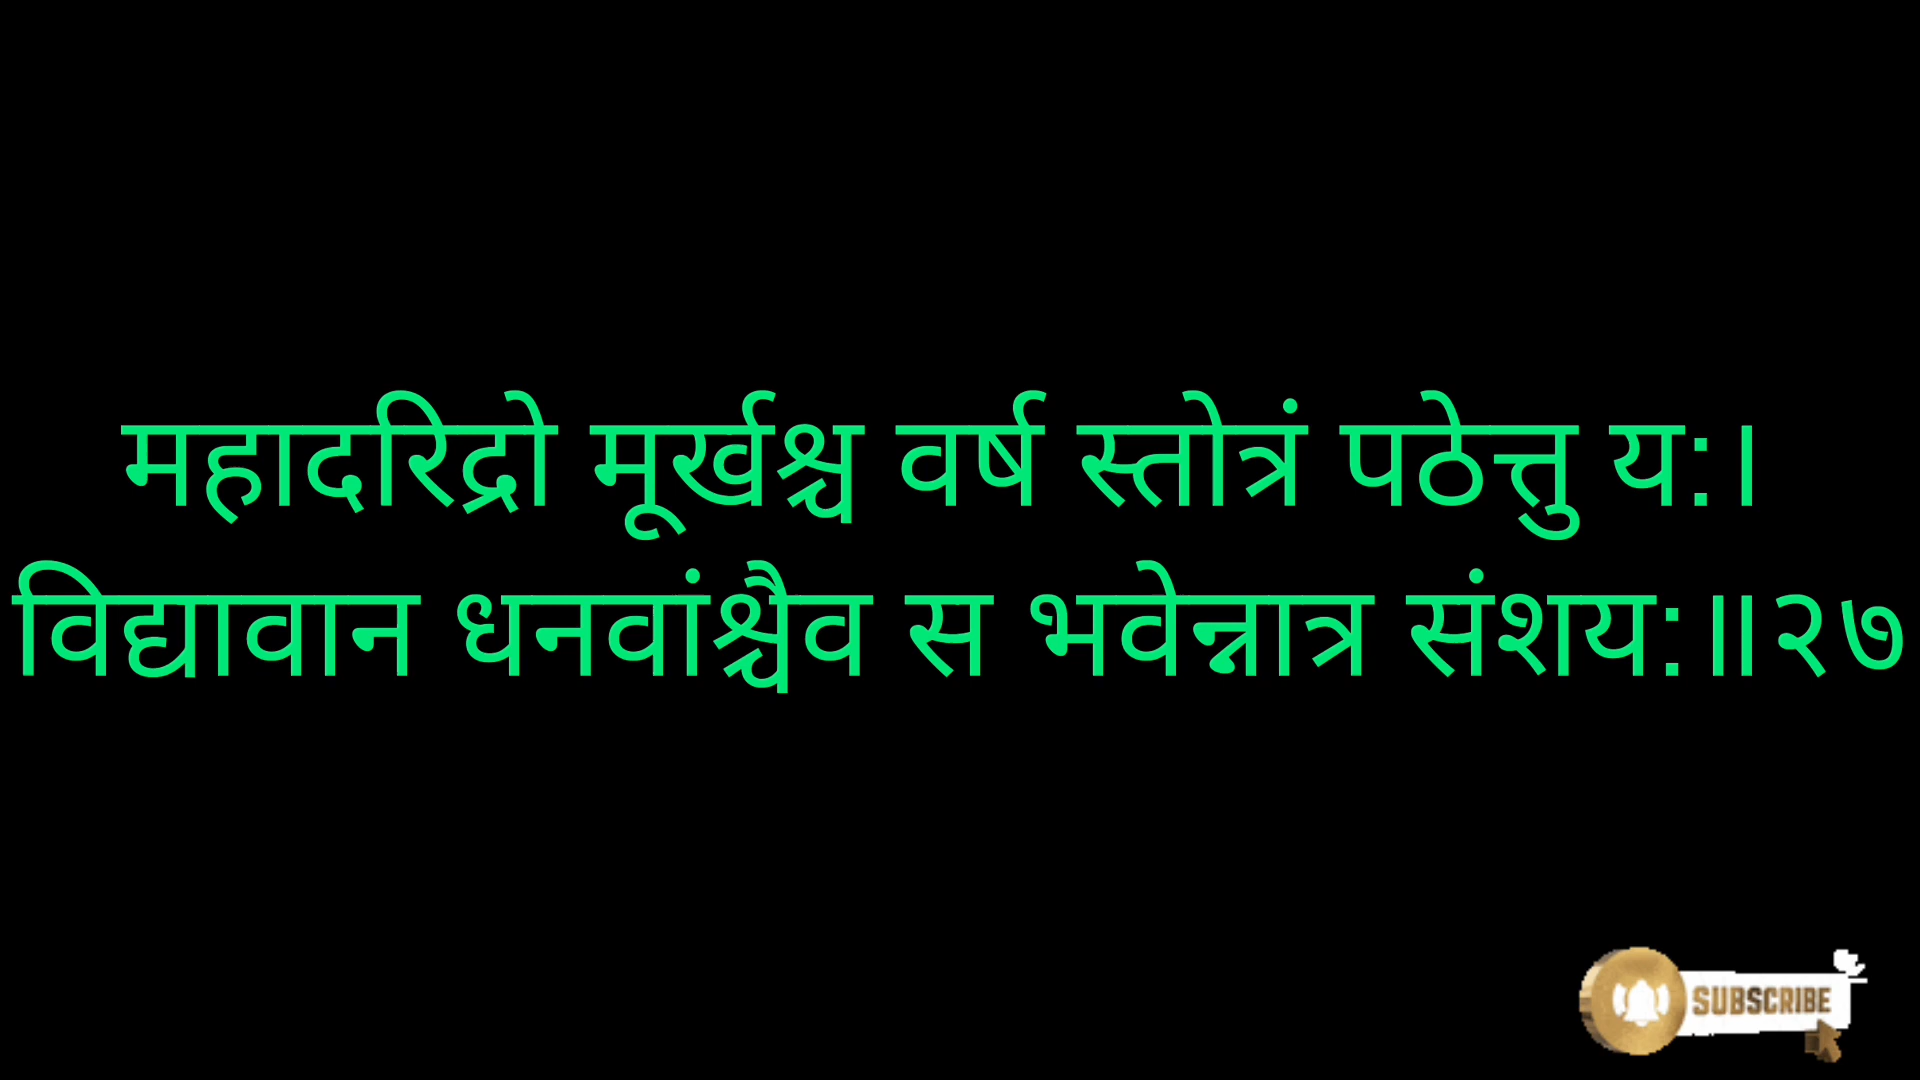 महादरिद्रो मूर्खश्च वर्ष स्तोत्रं पठेत्तु य:।
विद्यावान धनवांश्चैव स भवेन्नात्र संशय:॥२७
SUBSCRIBE